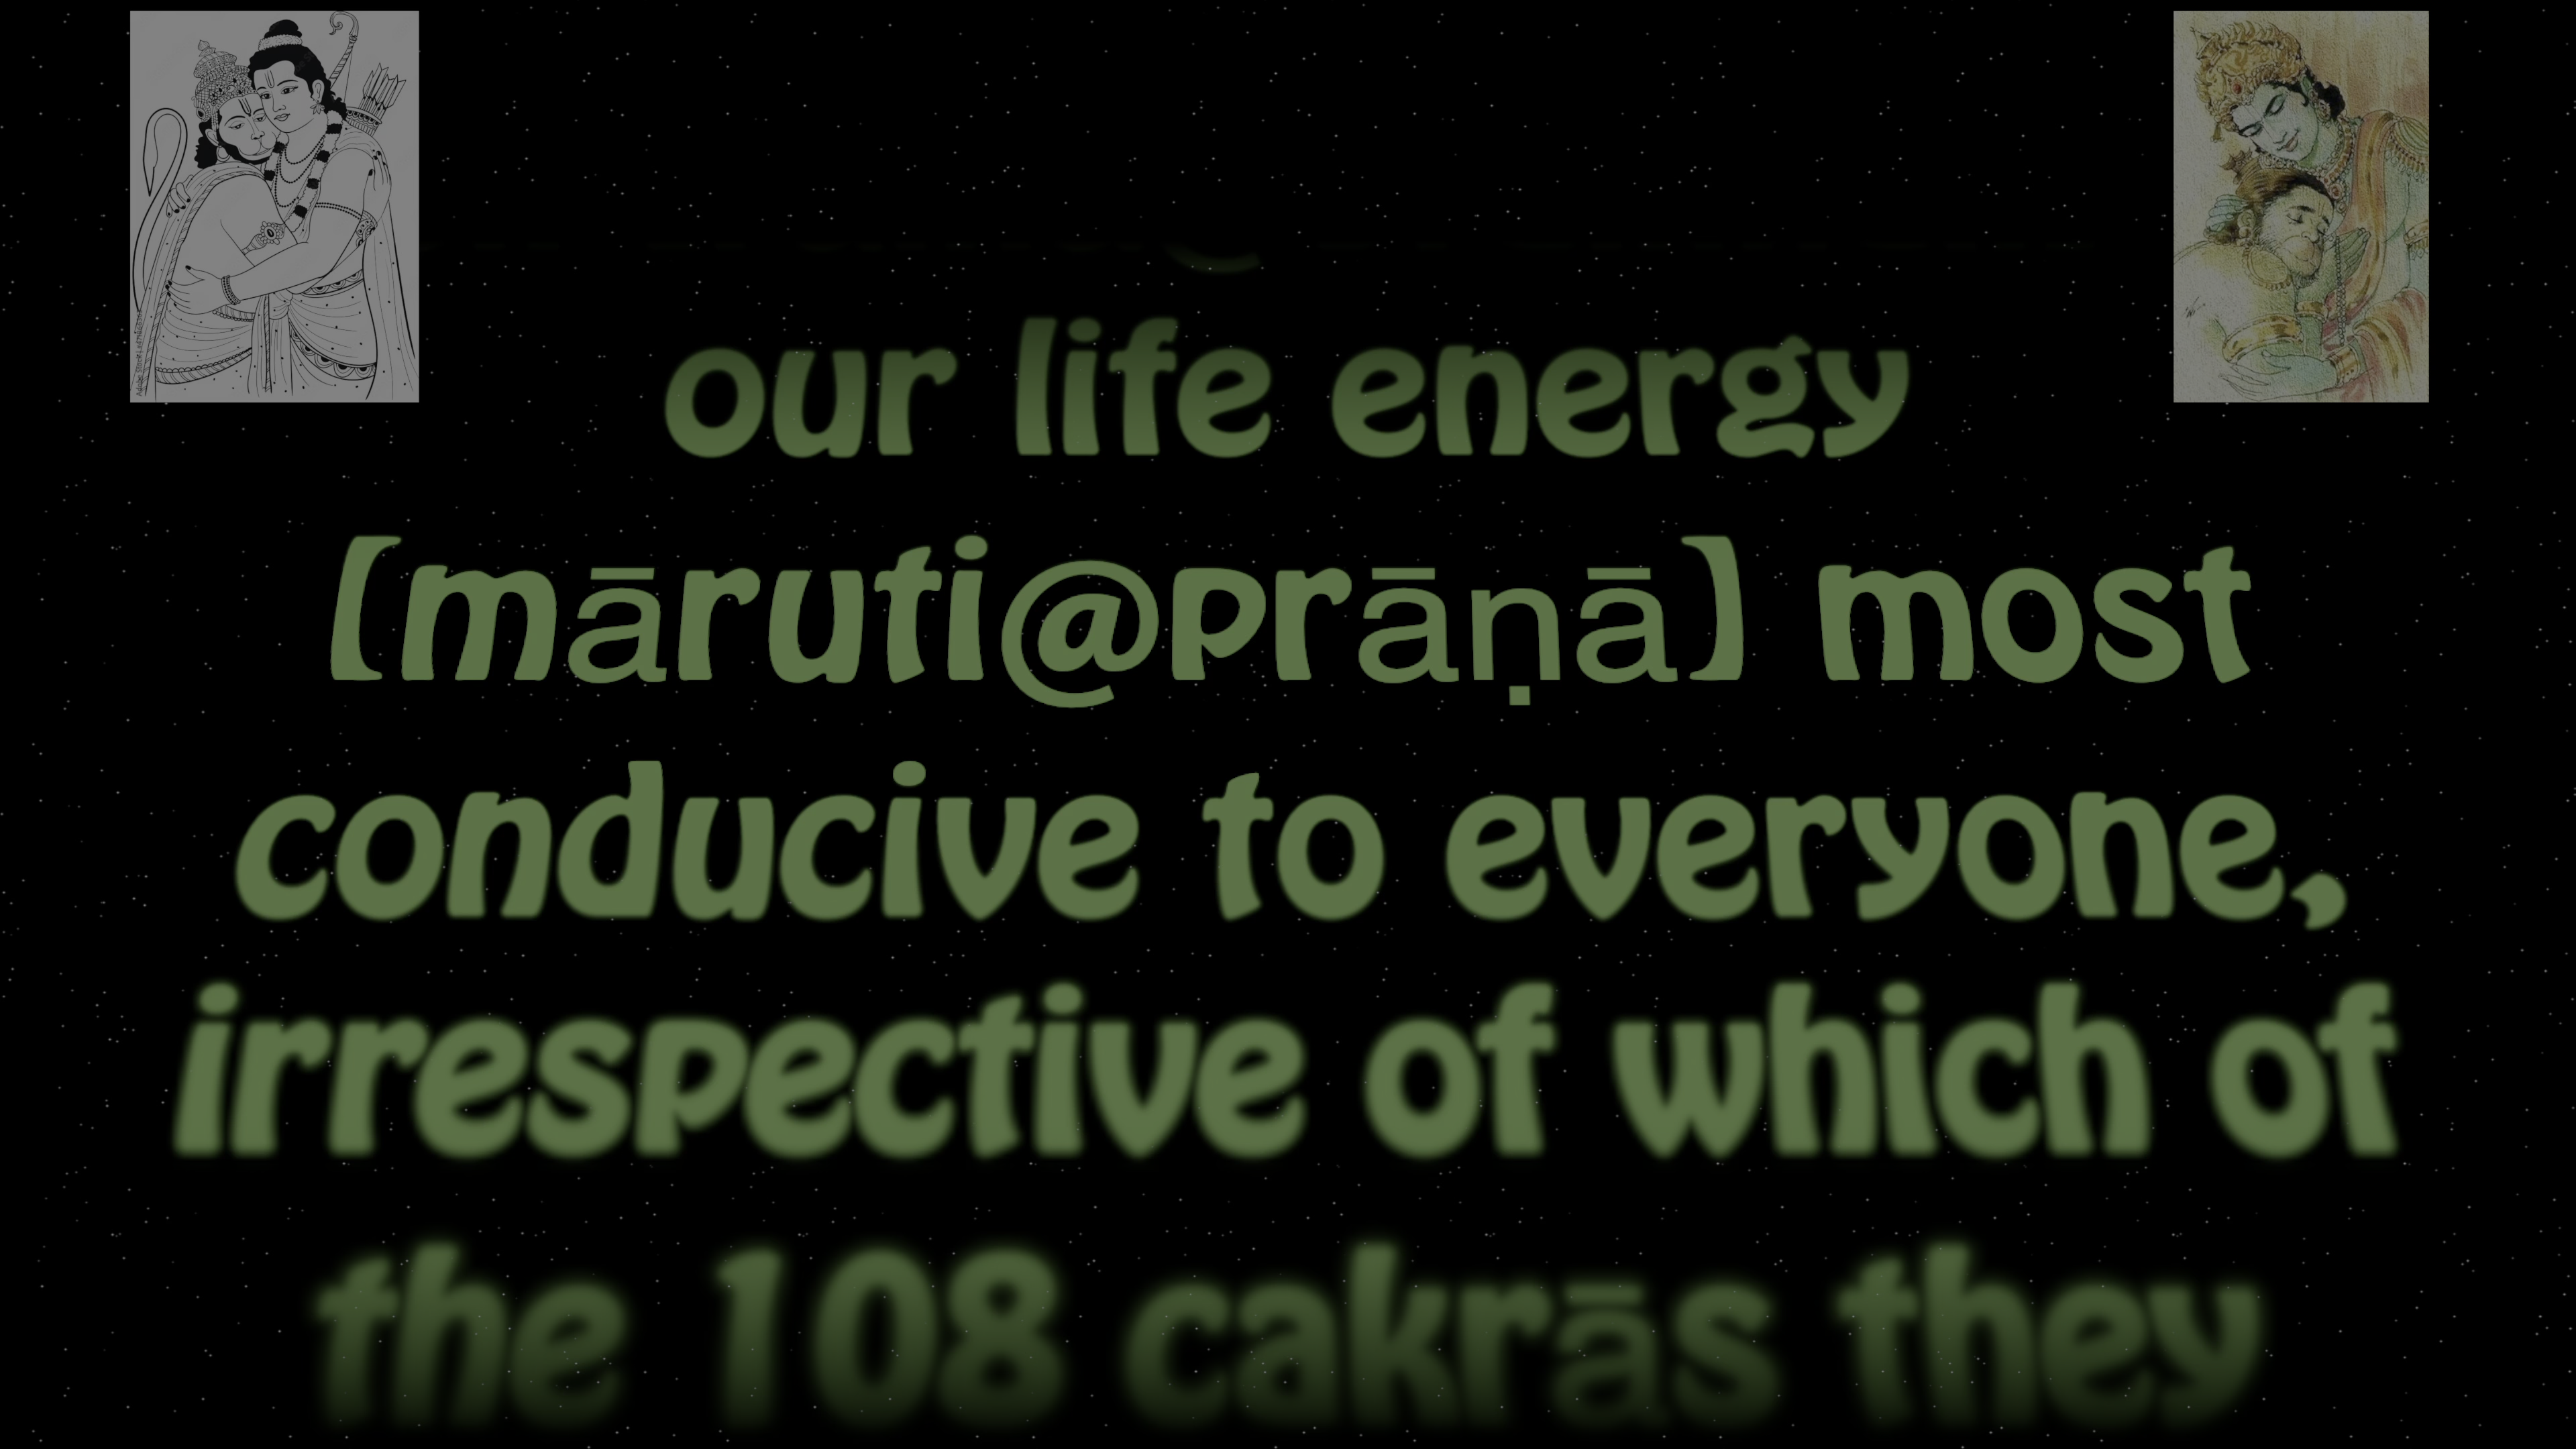 our life energy
(māruti@prāṇā) most
conducive to everyone,
irrespective of which of
the 108 cakrās they